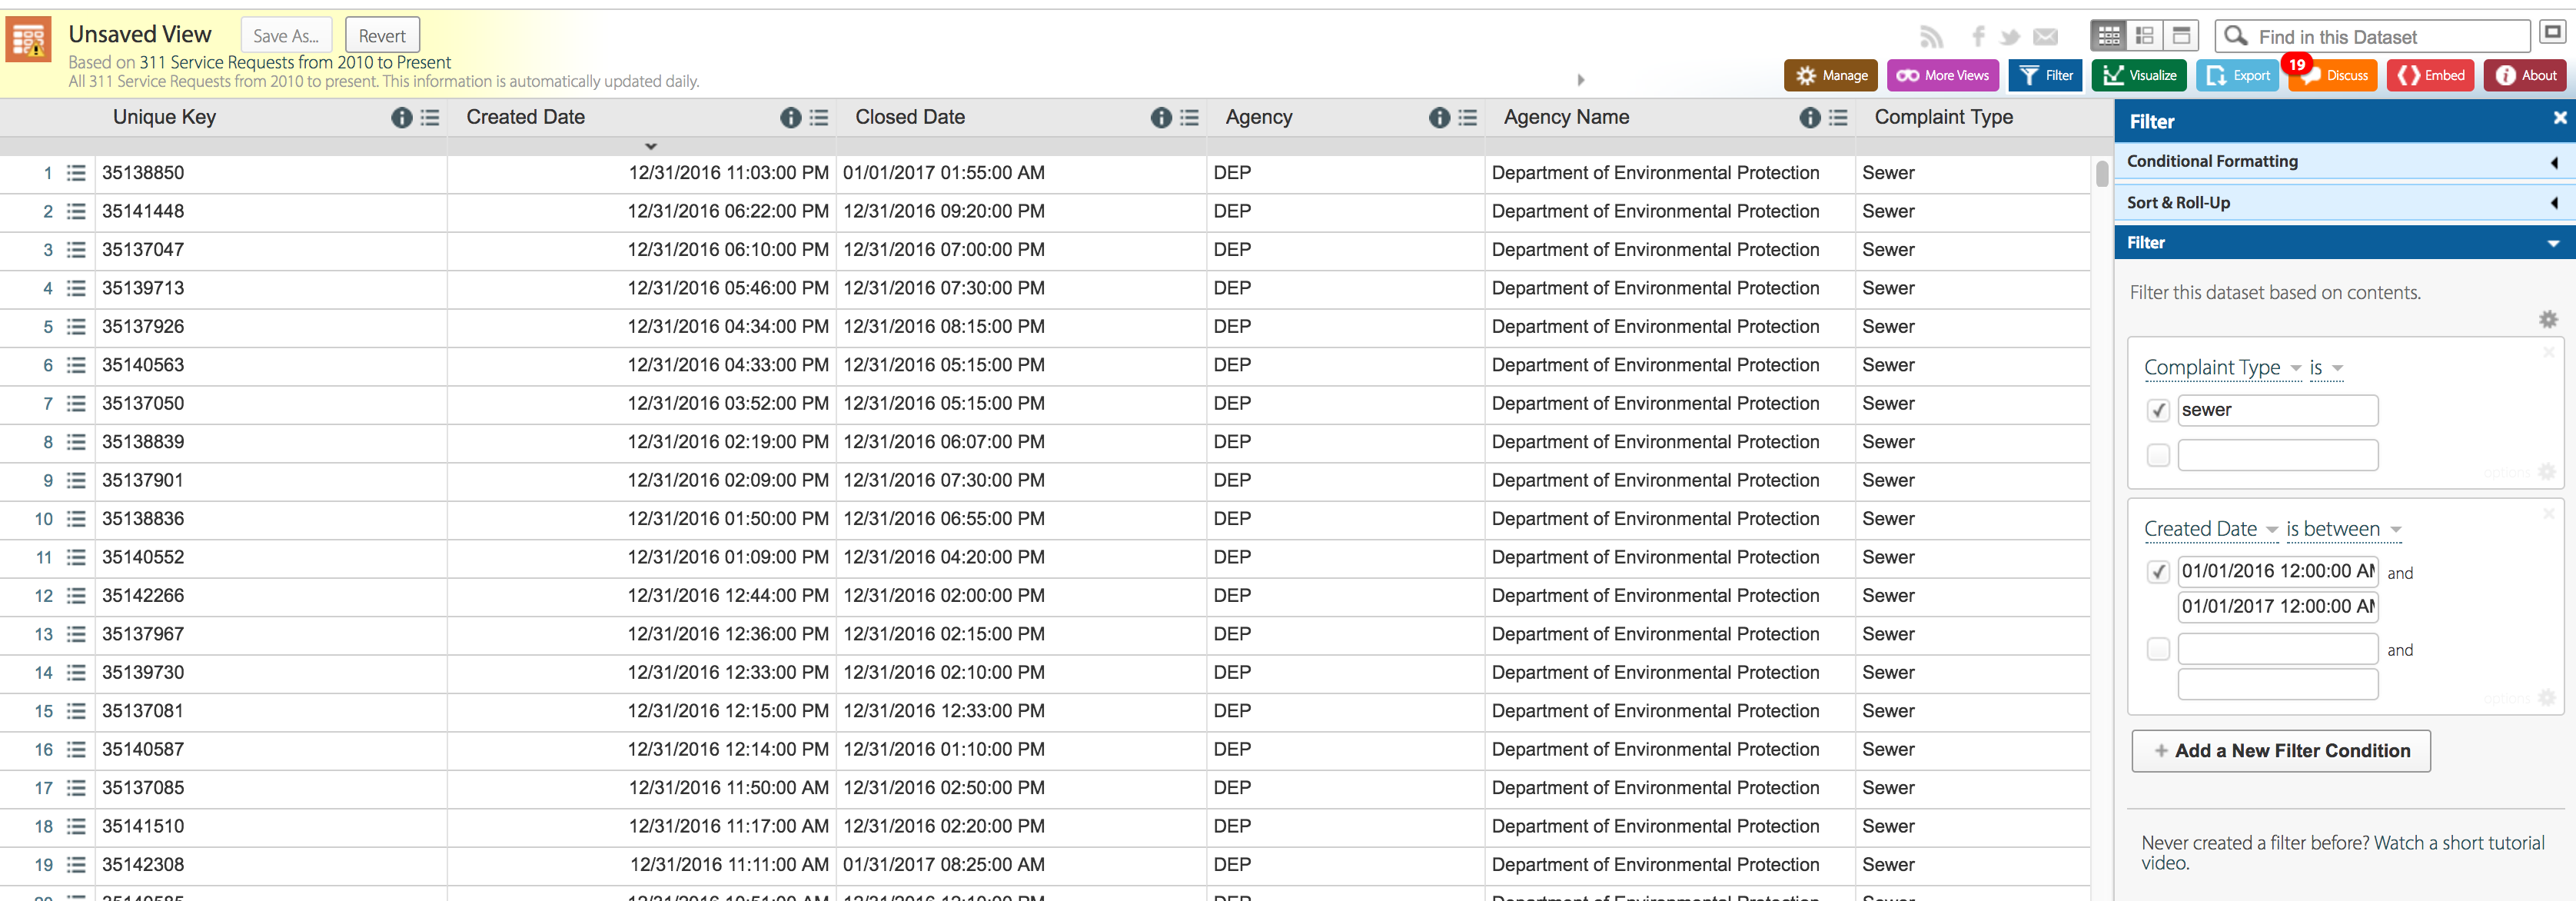 Unsaved View Save As... Revert Find in this Dataset
Based on 311 Service Requests from 2010 to Present
All 311 Service Requests from 2010 to present. This information is automatically updated daily.
Manage More Views Filter Visualize Export 19 Discuss Embed About
Unique Key Created Date Closed Date Agency Agency Name Complaint Type
1 35138850 12/31/2016 11:03:00 PM 01/01/2017 01:55:00 AM DEP Department of Environmental Protection Sewer
2 35141448 12/31/2016 06:22:00 PM 12/31/2016 09:20:00 PM DEP Department of Environmental Protection Sewer
3 35137047 12/31/2016 06:10:00 PM 12/31/2016 07:00:00 PM DEP Department of Environmental Protection Sewer
4 35139713 12/31/2016 05:46:00 PM 12/31/2016 07:30:00 PM DEP Department of Environmental Protection Sewer
5 35137926 12/31/2016 04:34:00 PM 12/31/2016 08:15:00 PM DEP Department of Environmental Protection Sewer
6 35140563 12/31/2016 04:33:00 PM 12/31/2016 05:15:00 PM DEP Department of Environmental Protection Sewer
7 35137050 12/31/2016 03:52:00 PM 12/31/2016 05:15:00 PM DEP Department of Environmental Protection Sewer
8 35138839 12/31/2016 02:19:00 PM 12/31/2016 06:07:00 PM DEP Department of Environmental Protection Sewer
9 35137901 12/31/2016 02:09:00 PM 12/31/2016 07:30:00 PM DEP Department of Environmental Protection Sewer
10 35138836 12/31/2016 01:50:00 PM 12/31/2016 06:55:00 PM DEP Department of Environmental Protection Sewer
11 35140552 12/31/2016 01:09:00 PM 12/31/2016 04:20:00 PM DEP Department of Environmental Protection Sewer
12 35142266 12/31/2016 12:44:00 PM 12/31/2016 02:00:00 PM DEP Department of Environmental Protection Sewer
13 35137967 12/31/2016 12:36:00 PM 12/31/2016 02:15:00 PM DEP Department of Environmental Protection Sewer
14 35139730 12/31/2016 12:33:00 PM 12/31/2016 02:10:00 PM DEP Department of Environmental Protection Sewer
15 35137081 12/31/2016 12:15:00 PM 12/31/2016 12:33:00 PM DEP Department of Environmental Protection Sewer
16 35140587 12/31/2016 12:14:00 PM 12/31/2016 01:10:00 PM DEP Department of Environmental Protection Sewer
17 35137085 12/31/2016 11:50:00 AM 12/31/2016 02:50:00 PM DEP Department of Environmental Protection Sewer
18 35141510 12/31/2016 11:17:00 AM 12/31/2016 02:20:00 PM DEP Department of Environmental Protection Sewer
19 35142308 12/31/2016 11:11:00 AM 01/31/2017 08:25:00 AM DEP Department of Environmental Protection Sewer
Filter
Conditional Formatting
Sort & Roll-Up
Filter
Filter this dataset based on contents.
Complaint Type is
sewer
options
Created Date is between
01/01/2016 12:00:00 AM and
01/01/2017 12:00:00 AM
and
options
+ Add a New Filter Condition
Never created a filter before? Watch a short tutorial
video.